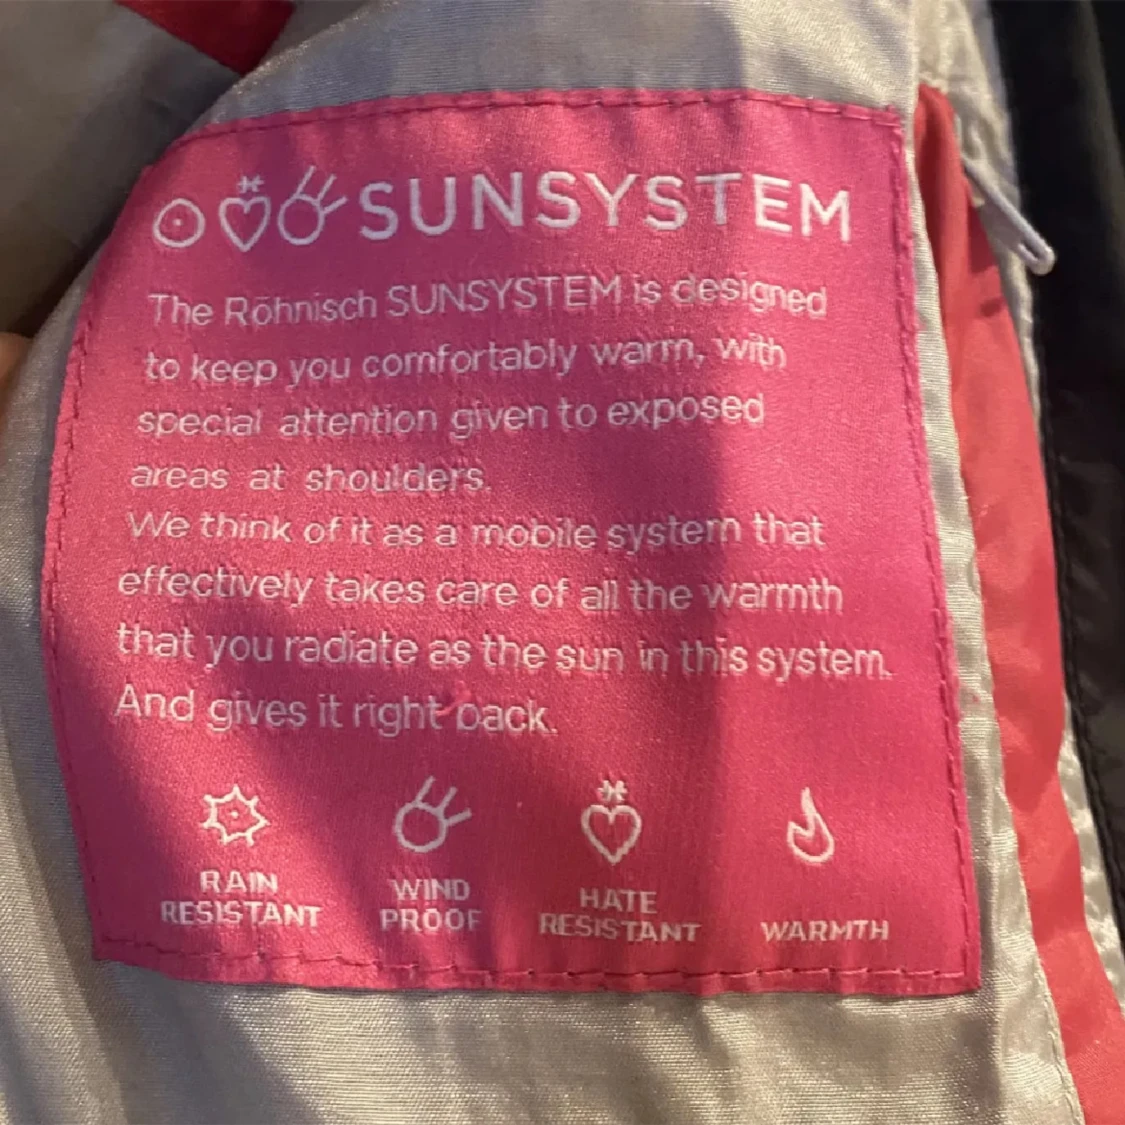 SUNSYSTEM
The Röhnisch SUNSYSTEM is designed
to keep you comfortably warm, with
special attention given to exposed
areas at shoulders.
We think of it as a mobile system that
effectively takes care of all the warmth
that you radiate as the sun in this system.
And gives it right back.
RAIN
RESISTANT
WIND
PROOF
HATE
RESISTANT
WARMTH